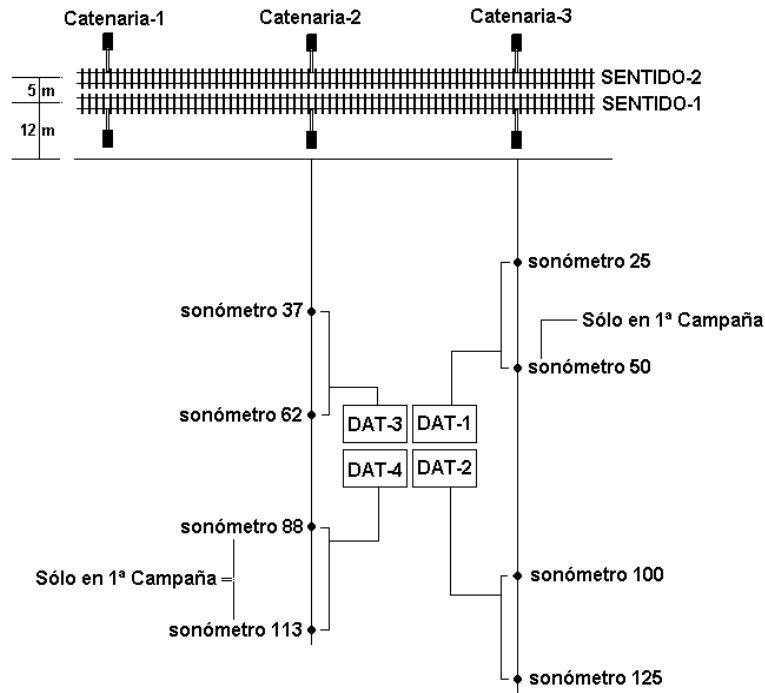 Catenaria-1
Catenaria-2
Catenaria-3
SENTIDO-2
5 m
SENTIDO-1
12 m
sonómetro 25
sonómetro 37
Sólo en 1ª Campaña
sonómetro 50
sonómetro 62
DAT-3
DAT-1
DAT-4
DAT-2
sonómetro 88
Sólo en 1ª Campaña
sonómetro 100
sonómetro 113
sonómetro 125